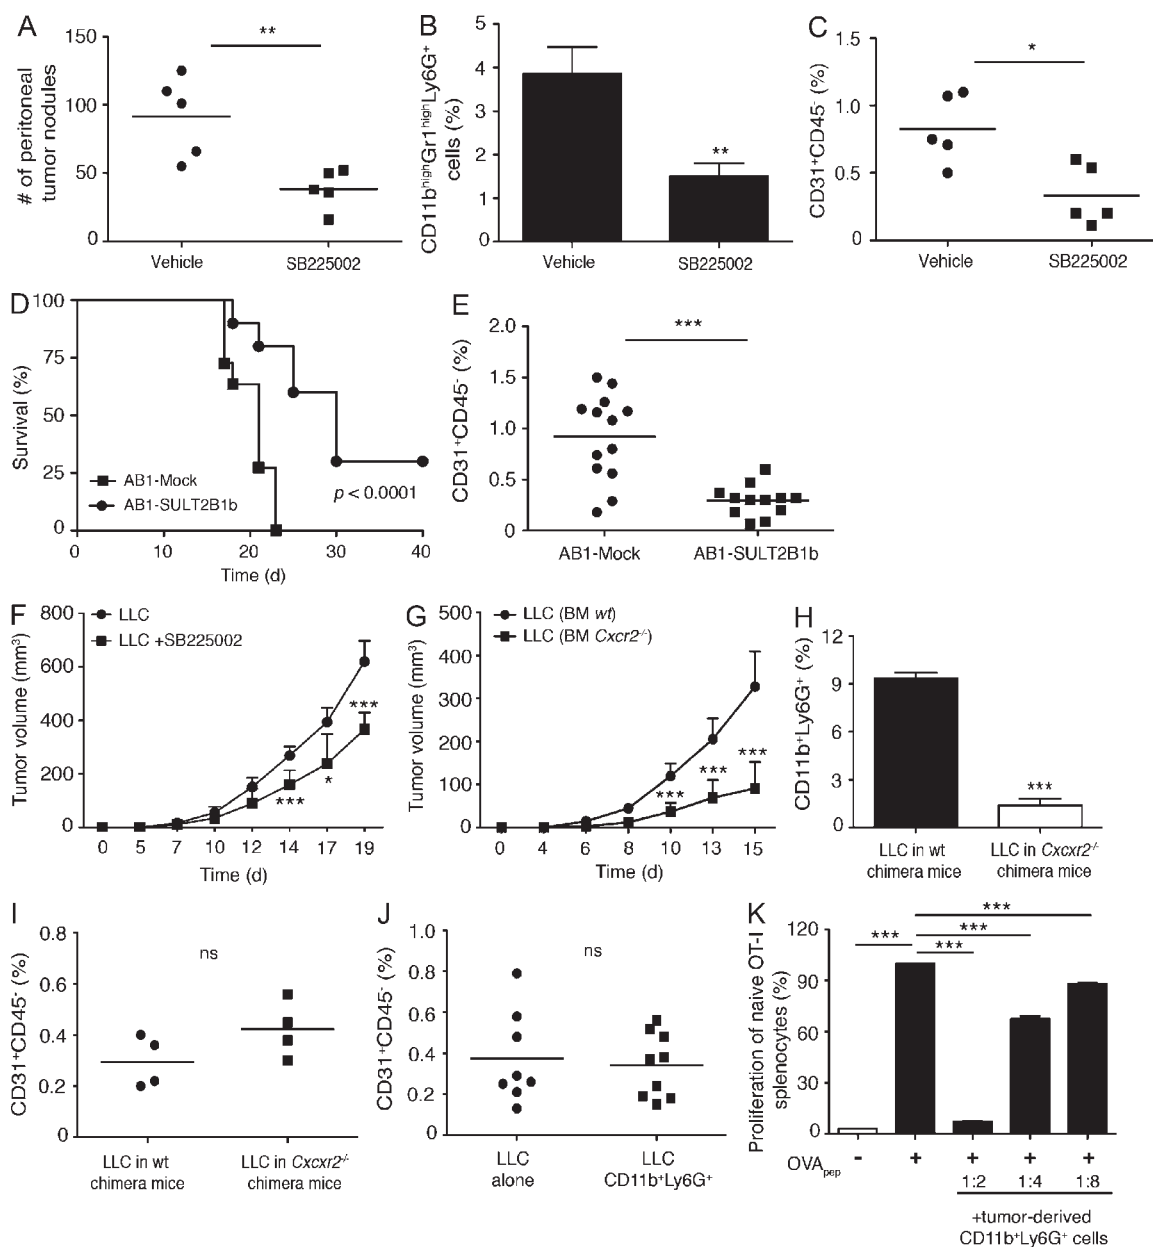 A
# of peritoneal
tumor nodules
150
100
50
0
**
Vehicle
SB225002
B
CD11b^high Gr1^high Ly6G⁺
cells (%)
5
4
3
2
1
0
**
Vehicle
SB225002
C
CD31⁺CD45⁻ (%)
1.5
1.0
0.5
0
*
Vehicle
SB225002
D
Survival (%)
100
75
50
25
0
AB1-Mock
AB1-SULT2B1b
p < 0.0001
0 10 20 30 40
Time (d)
E
CD31⁺CD45⁻ (%)
2.0
1.5
1.0
0.5
0
***
AB1-Mock
AB1-SULT2B1b
F
Tumor volume (mm³)
800
600
400
200
0
LLC
LLC +SB225002
***
*
***
0 5 7 10 12 14 17 19
Time (d)
G
Tumor volume (mm³)
500
400
300
200
100
0
LLC (BM wt)
LLC (BM Cxcr2⁻/⁻)
***
***
***
0 4 6 8 10 13 15
Time (d)
H
CD11b⁺Ly6G⁺ (%)
12
9
6
3
0
***
LLC in wt
chimera mice
LLC in Cxcxr2⁻/⁻
chimera mice
I
CD31⁺CD45⁻ (%)
0.8
0.6
0.4
0.2
0
ns
LLC in wt
chimera mice
LLC in Cxcxr2⁻/⁻
chimera mice
J
CD31⁺CD45⁻ (%)
1.0
0.8
0.6
0.4
0.2
0
ns
LLC
alone
LLC
CD11b⁺Ly6G⁺
K
Proliferation of naive OT-I
splenocytes (%)
120
90
60
30
0
***
***
***
***
OVApep - + + + +
1:2 1:4 1:8
+tumor-derived
CD11b⁺Ly6G⁺ cells